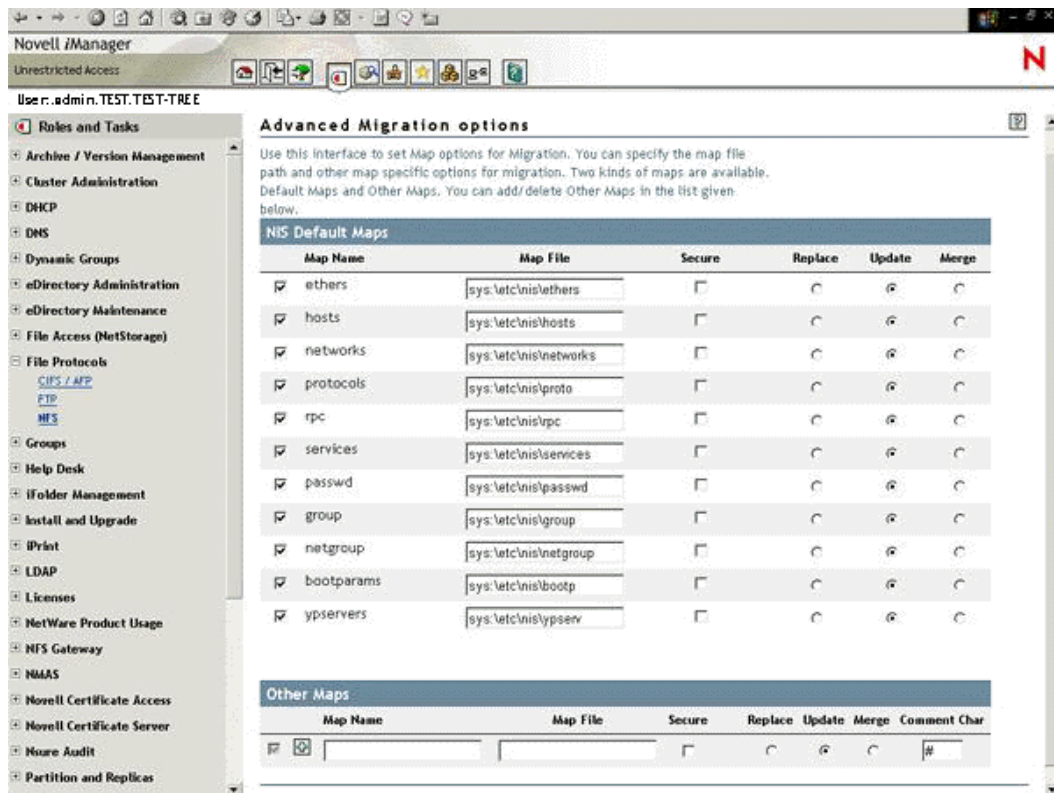 Novell iManager
Unrestricted Access
User:.admin.TEST.TEST-TREE
N
Roles and Tasks
Archive / Version Management
Cluster Administration
DHCP
DNS
Dynamic Groups
eDirectory Administration
eDirectory Maintenance
File Access (NetStorage)
File Protocols
CIFS / AFP
FTP
NFS
Groups
Help Desk
iFolder Management
Install and Upgrade
iPrint
LDAP
Licenses
NetWare Product Usage
NFS Gateway
NMAS
Novell Certificate Access
Novell Certificate Server
Nsure Audit
Partition and Replicas
Advanced Migration options
?
Use this interface to set Map options for Migration. You can specify the map file
path and other map specific options for migration. Two kinds of maps are available.
Default Maps and Other Maps. You can add/delete Other Maps in the list given
below.
NIS Default Maps
Map Name Map File Secure Replace Update Merge
ethers sys:\etc\nis\ethers
hosts sys:\etc\nis\hosts
networks sys:\etc\nis\networks
protocols sys:\etc\nis\proto
rpc sys:\etc\nis\rpc
services sys:\etc\nis\services
passwd sys:\etc\nis\passwd
group sys:\etc\nis\group
netgroup sys:\etc\nis\netgroup
bootparams sys:\etc\nis\bootp
ypservers sys:\etc\nis\ypserv
Other Maps
Map Name Map File Secure Replace Update Merge Comment Char
#